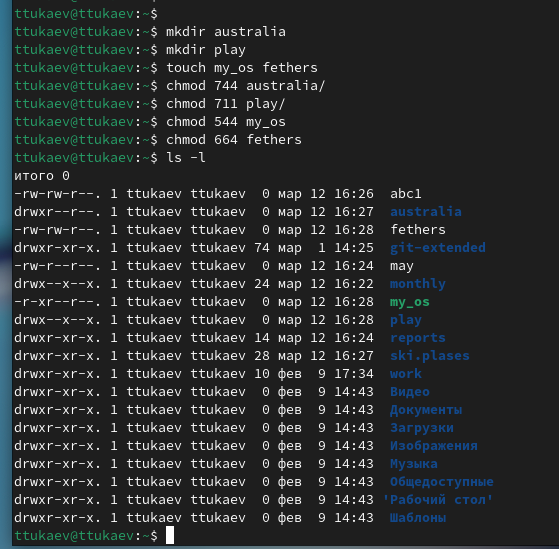 ttukaev@ttukaev:~$
ttukaev@ttukaev:~$ mkdir australia
ttukaev@ttukaev:~$ mkdir play
ttukaev@ttukaev:~$ touch my_os fethers
ttukaev@ttukaev:~$ chmod 744 australia/
ttukaev@ttukaev:~$ chmod 711 play/
ttukaev@ttukaev:~$ chmod 544 my_os
ttukaev@ttukaev:~$ chmod 664 fethers
ttukaev@ttukaev:~$ ls -l
итого 0
-rw-rw-r--. 1 ttukaev ttukaev  0 мар 12 16:26  abc1
drwxr--r--. 1 ttukaev ttukaev  0 мар 12 16:27  australia
-rw-rw-r--. 1 ttukaev ttukaev  0 мар 12 16:28  fethers
drwxr-xr-x. 1 ttukaev ttukaev 74 мар  1 14:25  git-extended
-rw-r--r--. 1 ttukaev ttukaev  0 мар 12 16:24  may
drwx--x--x. 1 ttukaev ttukaev 24 мар 12 16:22  monthly
-r-xr--r--. 1 ttukaev ttukaev  0 мар 12 16:28  my_os
drwx--x--x. 1 ttukaev ttukaev  0 мар 12 16:28  play
drwxr-xr-x. 1 ttukaev ttukaev 14 мар 12 16:24  reports
drwxr-xr-x. 1 ttukaev ttukaev 28 мар 12 16:27  ski.plases
drwxr-xr-x. 1 ttukaev ttukaev 10 фев  9 17:34  work
drwxr-xr-x. 1 ttukaev ttukaev  0 фев  9 14:43  Видео
drwxr-xr-x. 1 ttukaev ttukaev  0 фев  9 14:43  Документы
drwxr-xr-x. 1 ttukaev ttukaev  0 фев  9 14:43  Загрузки
drwxr-xr-x. 1 ttukaev ttukaev  0 фев  9 14:43  Изображения
drwxr-xr-x. 1 ttukaev ttukaev  0 фев  9 14:43  Музыка
drwxr-xr-x. 1 ttukaev ttukaev  0 фев  9 14:43  Общедоступные
drwxr-xr-x. 1 ttukaev ttukaev  0 фев  9 14:43 'Рабочий стол'
drwxr-xr-x. 1 ttukaev ttukaev  0 фев  9 14:43  Шаблоны
ttukaev@ttukaev:~$